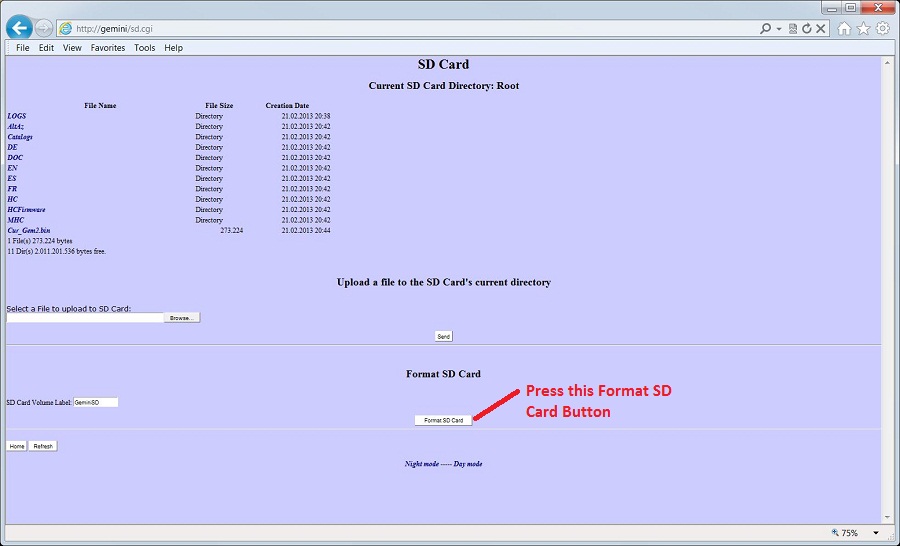 http://gemini/sd.cgi
File Edit View Favorites Tools Help
SD Card
Current SD Card Directory: Root
File Name File Size Creation Date
LOGS Directory 21.02.2013 20:38
AltAz Directory 21.02.2013 20:42
Catalogs Directory 21.02.2013 20:42
DE Directory 21.02.2013 20:42
DOC Directory 21.02.2013 20:42
EN Directory 21.02.2013 20:42
ES Directory 21.02.2013 20:42
FR Directory 21.02.2013 20:42
HC Directory 21.02.2013 20:42
HCFirmware Directory 21.02.2013 20:42
MHC Directory 21.02.2013 20:42
Cur_Gem2.bin 273.224 21.02.2013 20:44
1 File(s) 273.224 bytes
11 Dir(s) 2.011.201.536 bytes free.
Upload a file to the SD Card's current directory
Select a File to upload to SD Card:
Browse...
Send
Format SD Card
Press this Format SD
Card Button
SD Card Volume Label: GeminiSD
Format SD Card
Home Refresh
Night mode ----- Day mode
75%